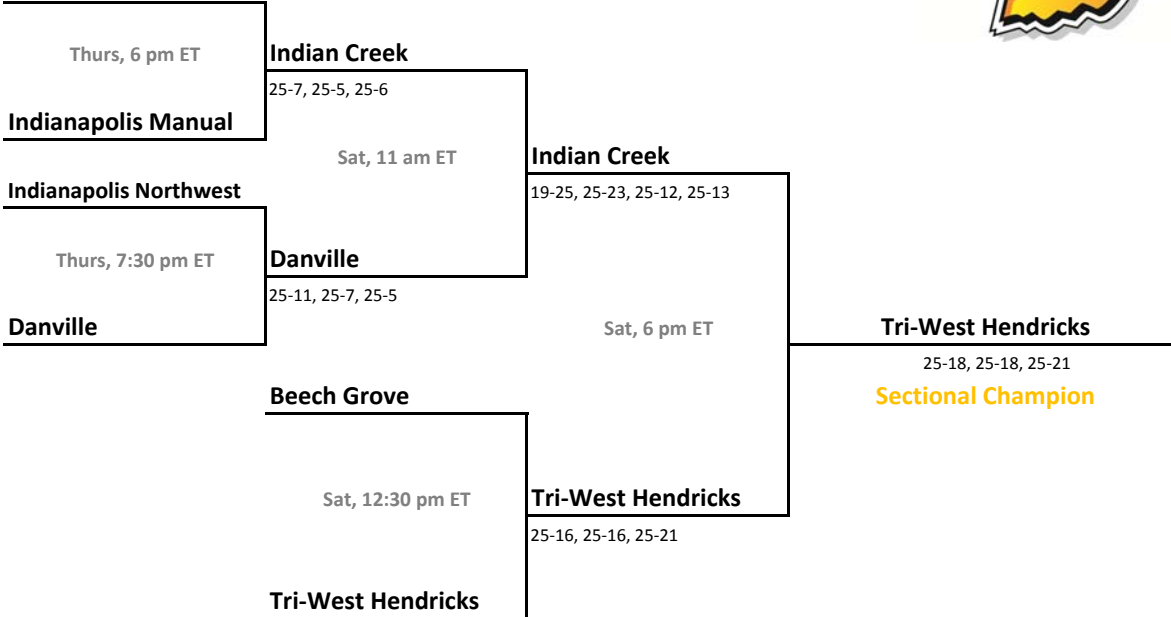 Thurs, 6 pm ET
Indian Creek
25-7, 25-5, 25-6
Indianapolis Manual
Sat, 11 am ET
Indian Creek
Indianapolis Northwest
19-25, 25-23, 25-12, 25-13
Thurs, 7:30 pm ET
Danville
25-11, 25-7, 25-5
Danville
Sat, 6 pm ET
Tri-West Hendricks
25-18, 25-18, 25-21
Beech Grove
Sectional Champion
Sat, 12:30 pm ET
Tri-West Hendricks
25-16, 25-16, 25-21
Tri-West Hendricks